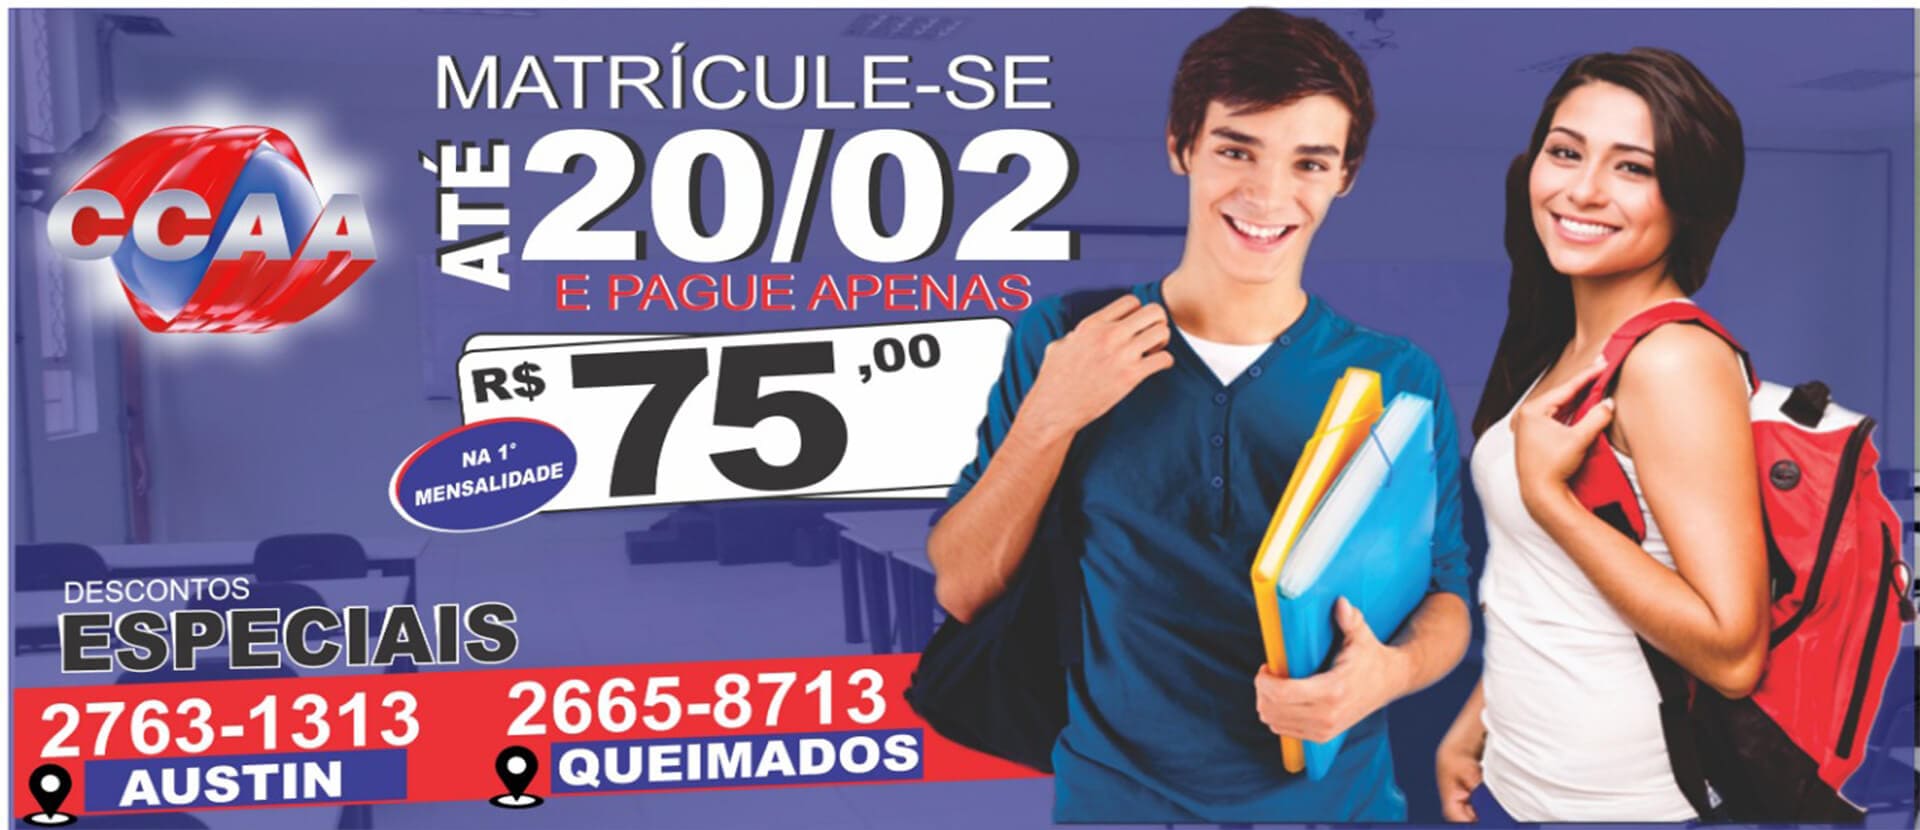 CCAA
MATRÍCULE-SE
ATÉ 20/02
E PAGUE APENAS
R$ 75,00
NA 1°
MENSALIDADE
DESCONTOS
ESPECIAIS
2763-1313
AUSTIN
2665-8713
QUEIMADOS